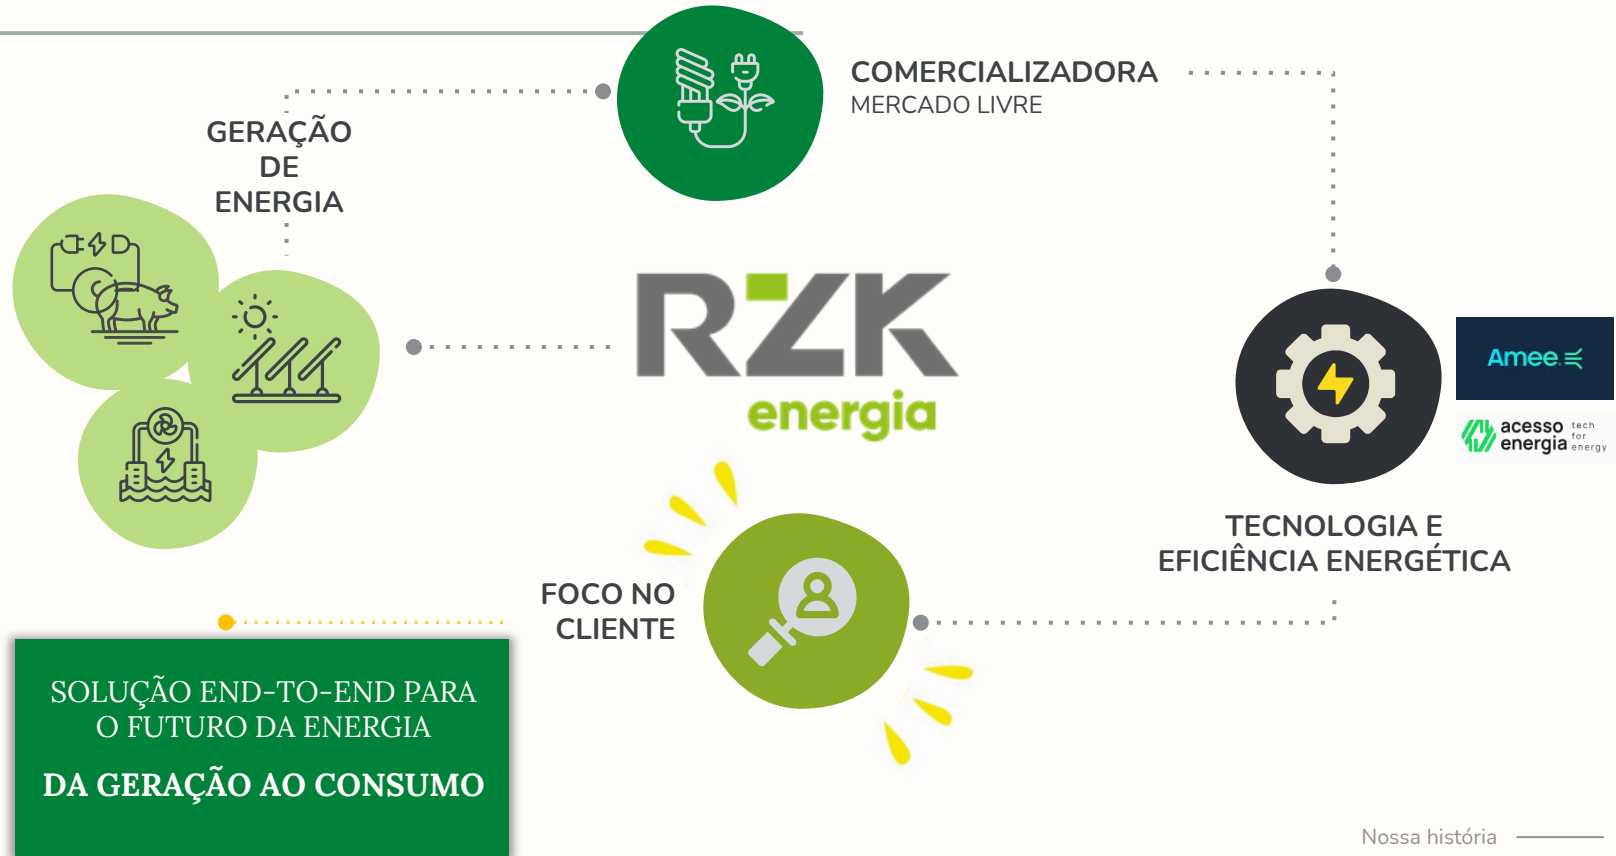 COMERCIALIZADORA
MERCADO LIVRE
GERAÇÃO
DE
ENERGIA
RZK
energia
Amee
acesso
energia
tech
for
energy
TECNOLOGIA E
EFICIÊNCIA ENERGÉTICA
FOCO NO
CLIENTE
SOLUÇÃO END-TO-END PARA
O FUTURO DA ENERGIA
DA GERAÇÃO AO CONSUMO
Nossa história